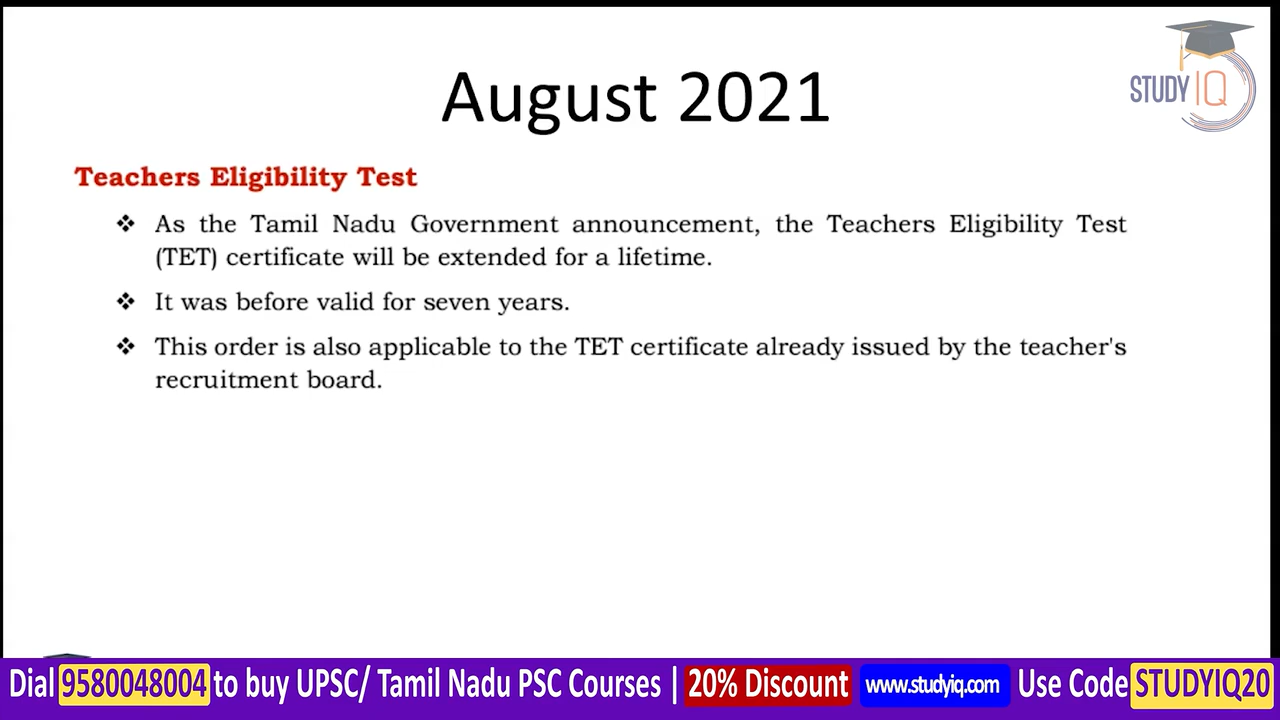 August 2021
STUDY IQ
Teachers Eligibility Test
❖ As the Tamil Nadu Government announcement, the Teachers Eligibility Test
(TET) certificate will be extended for a lifetime.
❖ It was before valid for seven years.
❖ This order is also applicable to the TET certificate already issued by the teacher's
recruitment board.
Dial 9580048004 to buy UPSC/ Tamil Nadu PSC Courses | 20% Discount www.studyiq.com Use Code STUDYIQ20